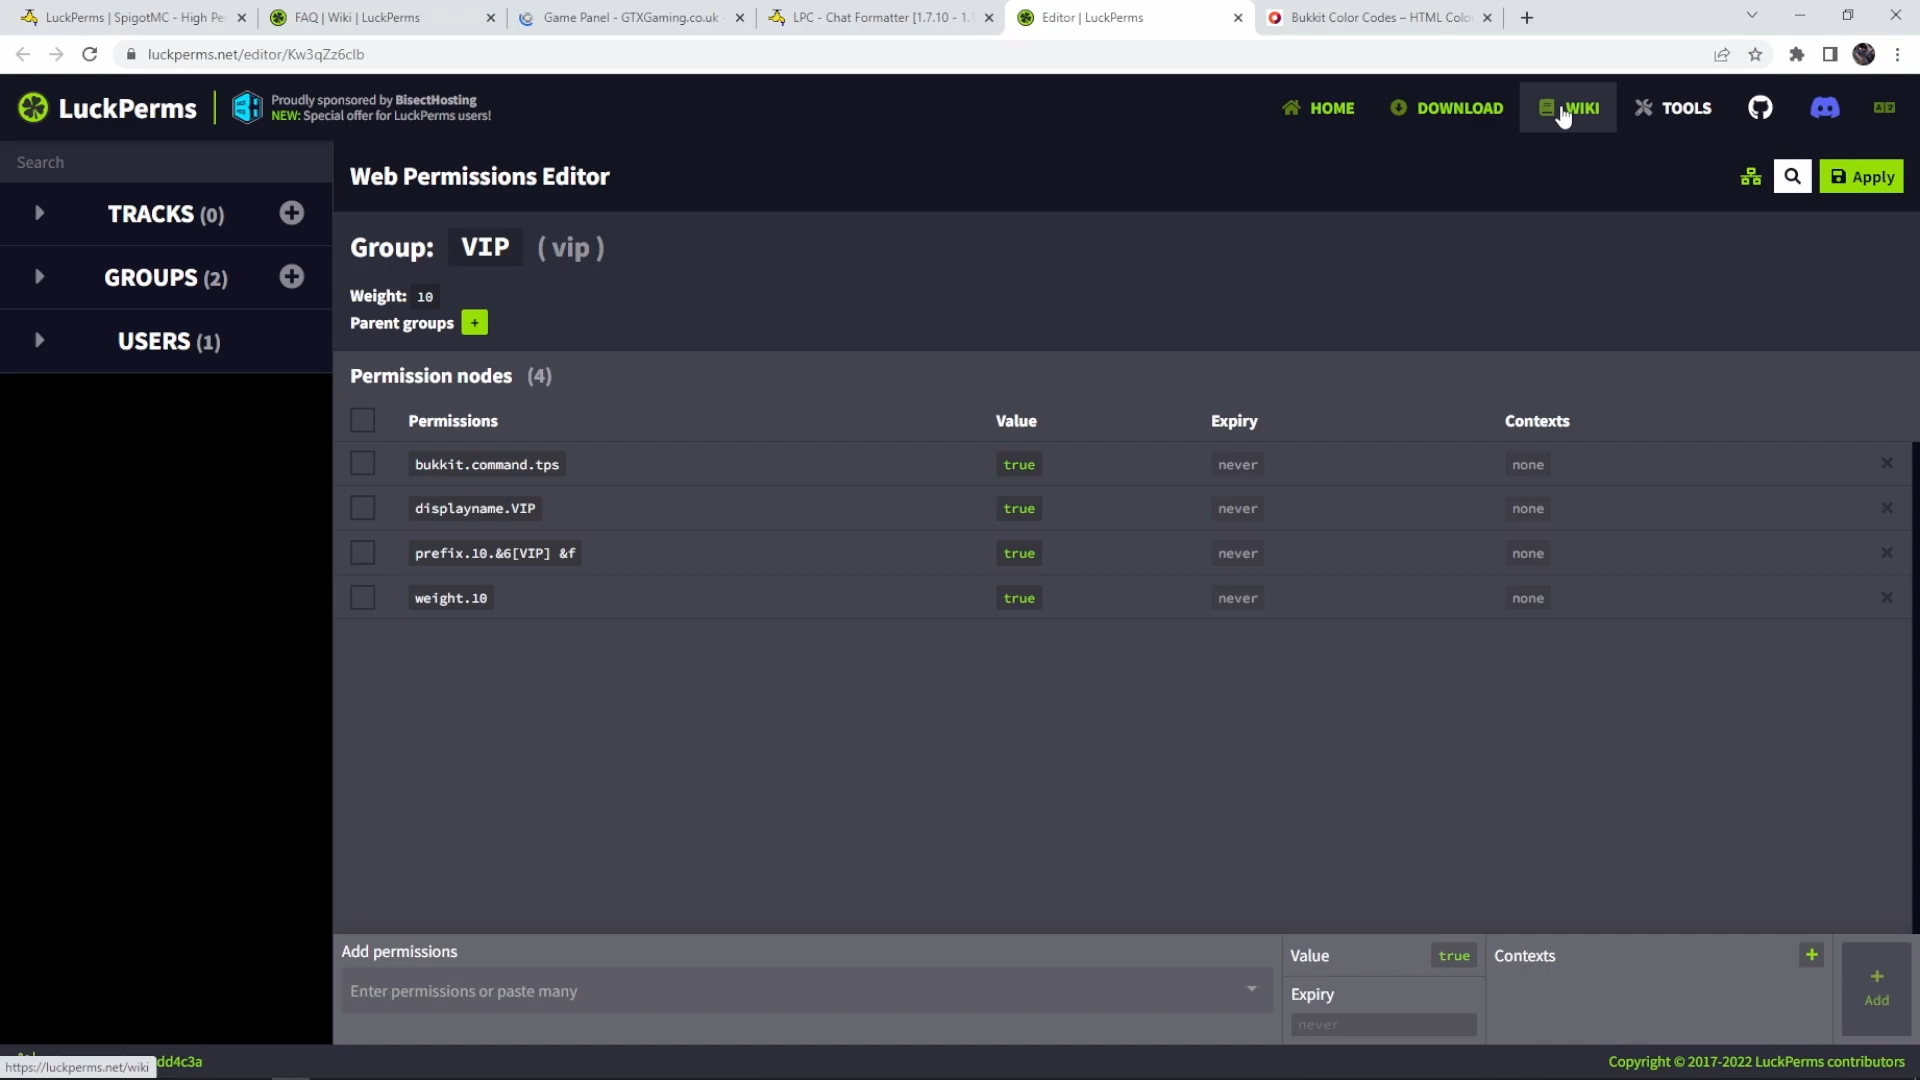 LuckPerms | SpigotMC - High Pe
FAQ | Wiki | LuckPerms
Game Panel - GTXGaming.co.uk
LPC - Chat Formatter [1.7.10 - 1.1
Editor | LuckPerms
Bukkit Color Codes – HTML Colo
luckperms.net/editor/Kw3qZz6clb
LuckPerms
Proudly sponsored by BisectHosting
NEW: Special offer for LuckPerms users!
HOME
DOWNLOAD
WIKI
TOOLS
Search
Web Permissions Editor
Apply
TRACKS (0)
GROUPS (2)
USERS (1)
Group: VIP ( vip )
Weight: 10
Parent groups +
Permission nodes (4)
Permissions Value Expiry Contexts
bukkit.command.tps true never none
displayname.VIP true never none
prefix.10.&6[VIP] &f true never none
weight.10 true never none
Add permissions
Enter permissions or paste many
Value true
Expiry
never
Contexts +
+
Add
https://luckperms.net/wiki
dd4c3a
Copyright © 2017-2022 LuckPerms contributors